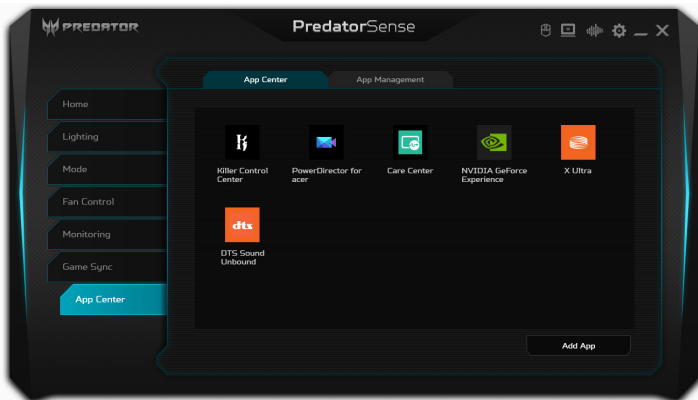 PREDATOR
PredatorSense
App Center
App Management
Home
Lighting
Mode
Fan Control
Monitoring
Game Sync
App Center
Killer Control
Center
PowerDirector for
acer
Care Center
NVIDIA GeForce
Experience
X Ultra
dts
DTS Sound
Unbound
Add App